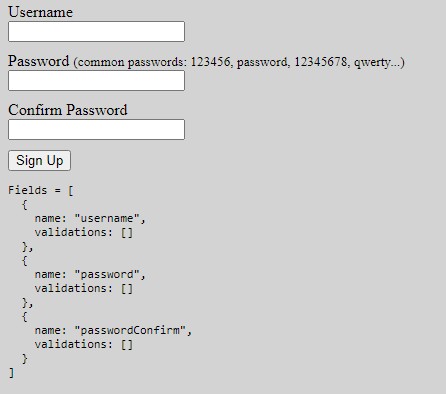 Username
Password (common passwords: 123456, password, 12345678, qwerty...)
Confirm Password
Sign Up
Fields = [
  {
    name: "username",
    validations: []
  },
  {
    name: "password",
    validations: []
  },
  {
    name: "passwordConfirm",
    validations: []
  }
]